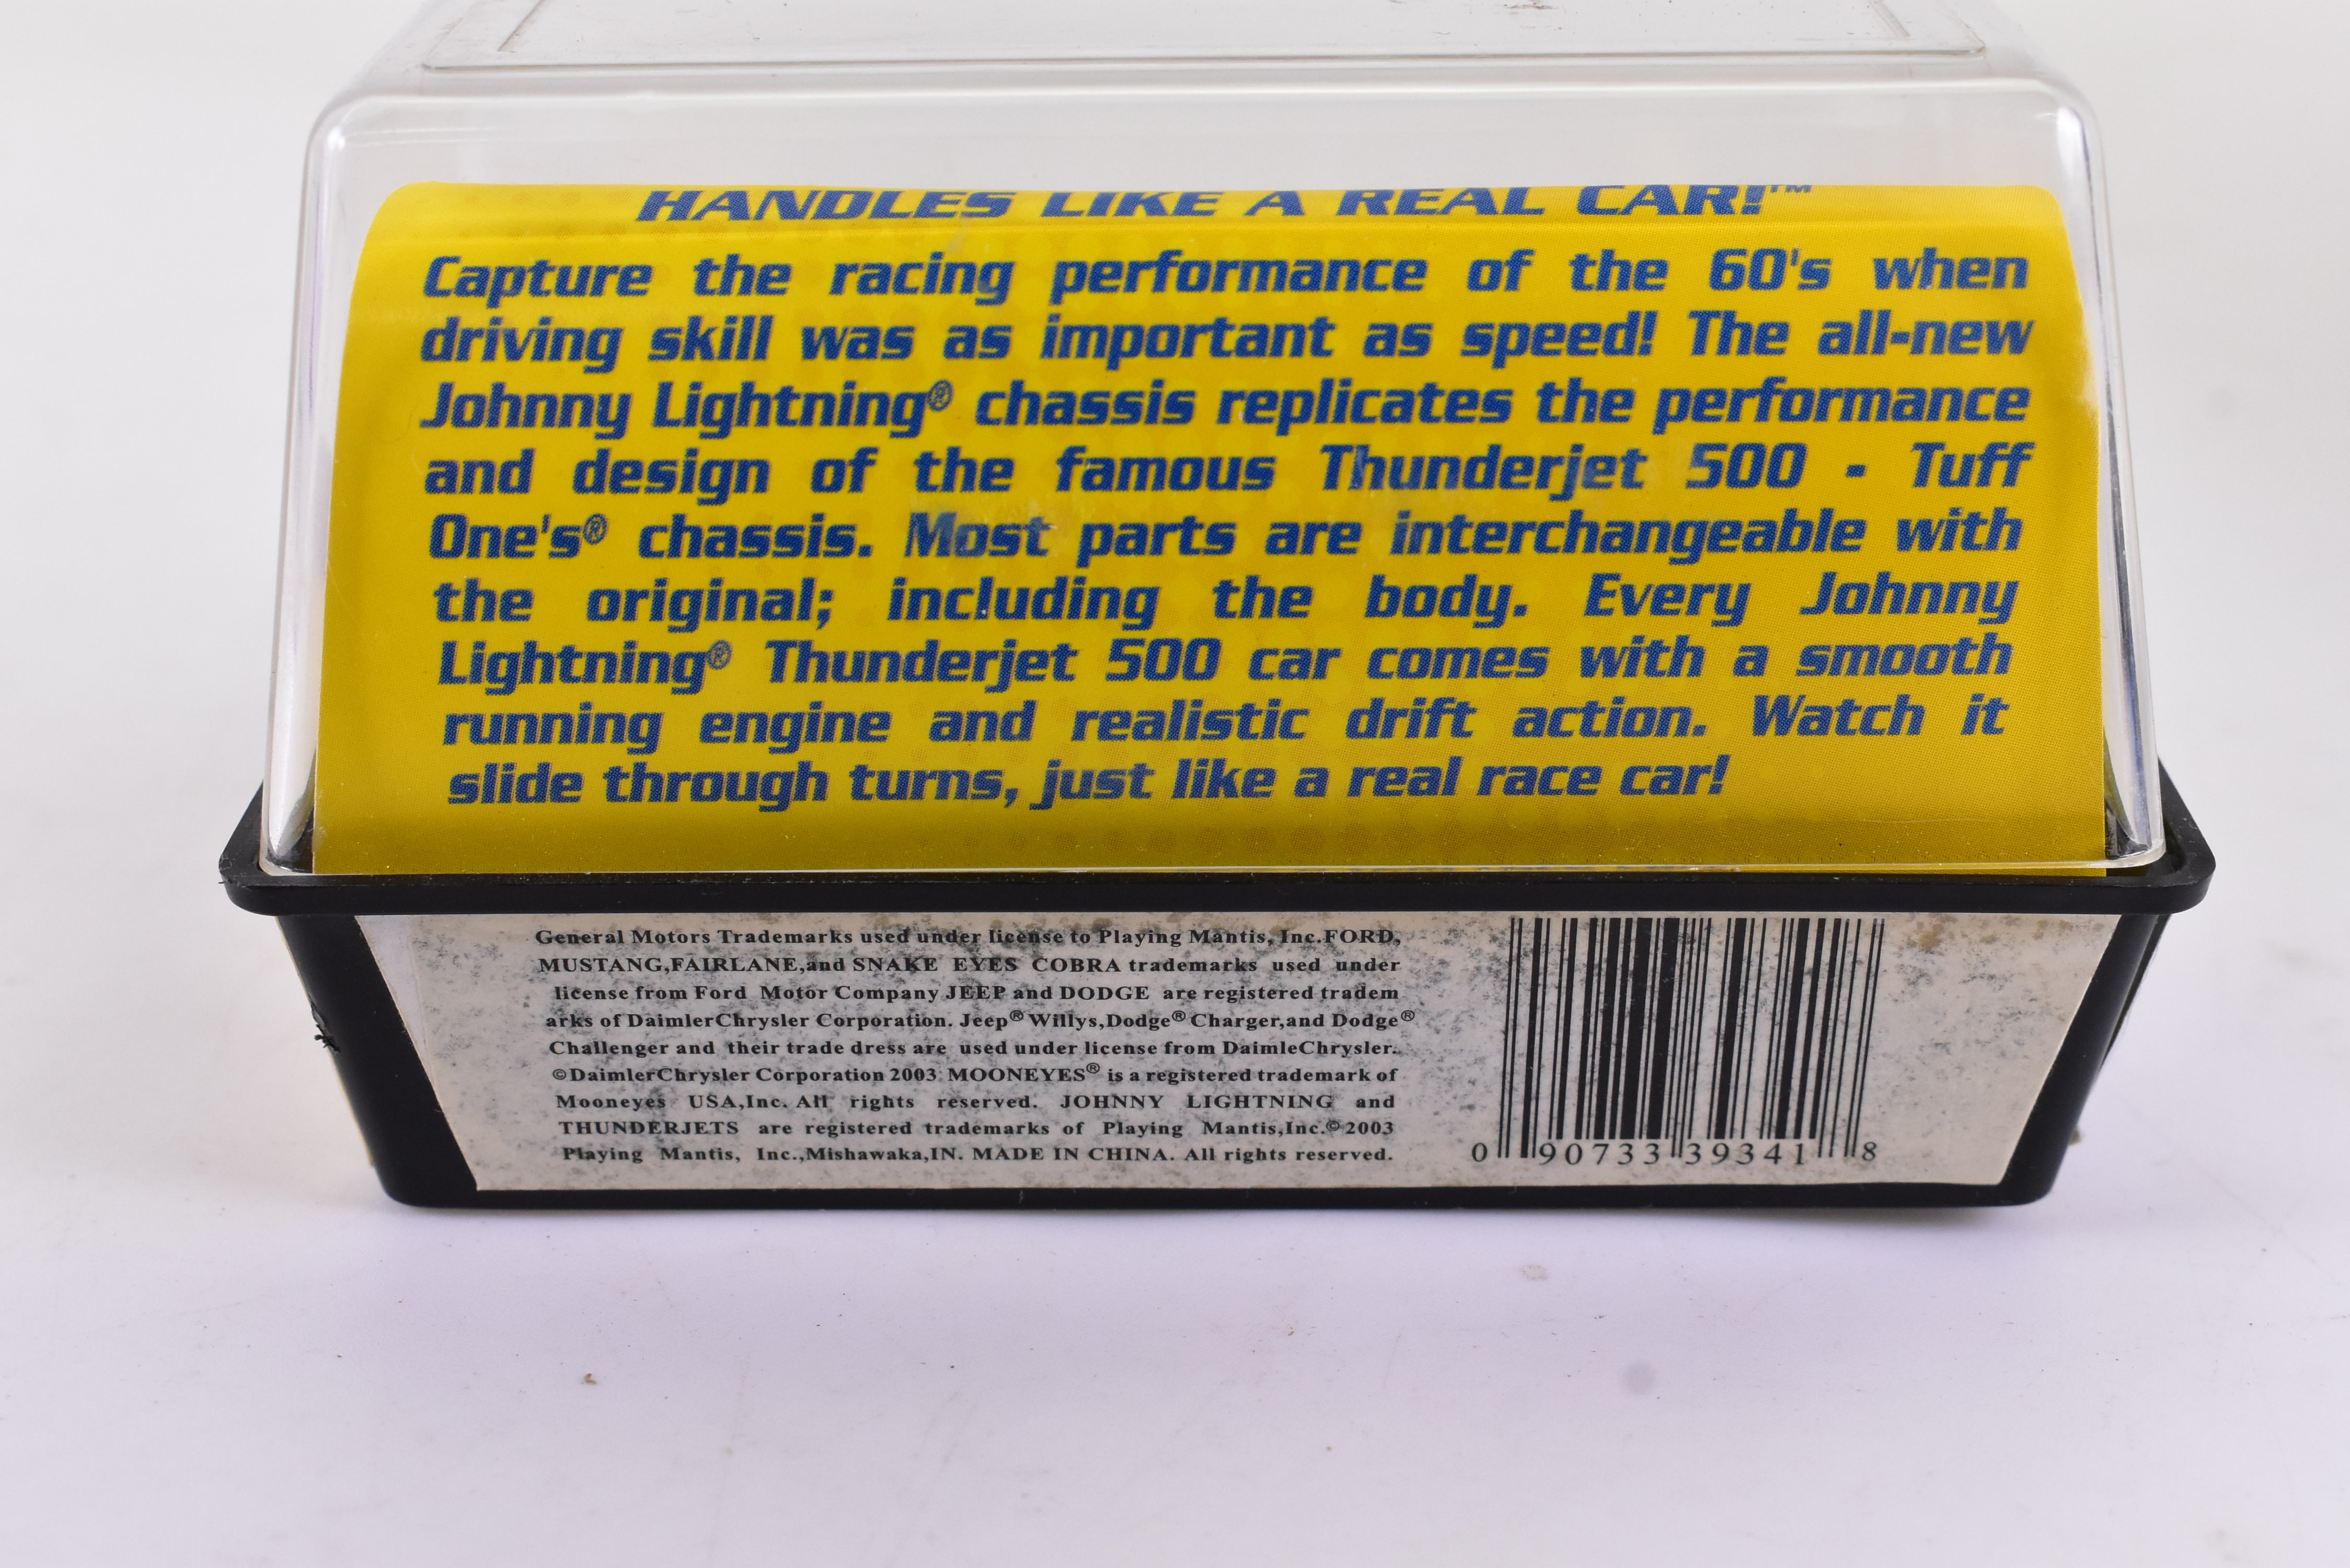 HANDLES LIKE A REAL CAR!™
Capture the racing performance of the 60's when
driving skill was as important as speed! The all-new
Johnny Lightning® chassis replicates the performance
and design of the famous Thunderjet 500 - Tuff
One's® chassis. Most parts are interchangeable with
the original; including the body. Every Johnny
Lightning® Thunderjet 500 car comes with a smooth
running engine and realistic drift action. Watch it
slide through turns, just like a real race car!
General Motors Trademarks used under license to Playing Mantis, Inc.FORD,
MUSTANG,FAIRLANE,and SNAKE EYES COBRA trademarks used under
license from Ford Motor Company JEEP and DODGE are registered tradem
arks of DaimlerChrysler Corporation. Jeep® Willys,Dodge® Charger,and Dodge®
Challenger and their trade dress are used under license from DaimleChrysler.
©DaimlerChrysler Corporation 2003 MOONEYES® is a registered trademark of
Mooneyes USA,Inc. All rights reserved. JOHNNY LIGHTNING and
THUNDERJETS are registered trademarks of Playing Mantis,Inc.© 2003
Playing Mantis, Inc.,Mishawaka,IN. MADE IN CHINA. All rights reserved.
0 90733 39341 8